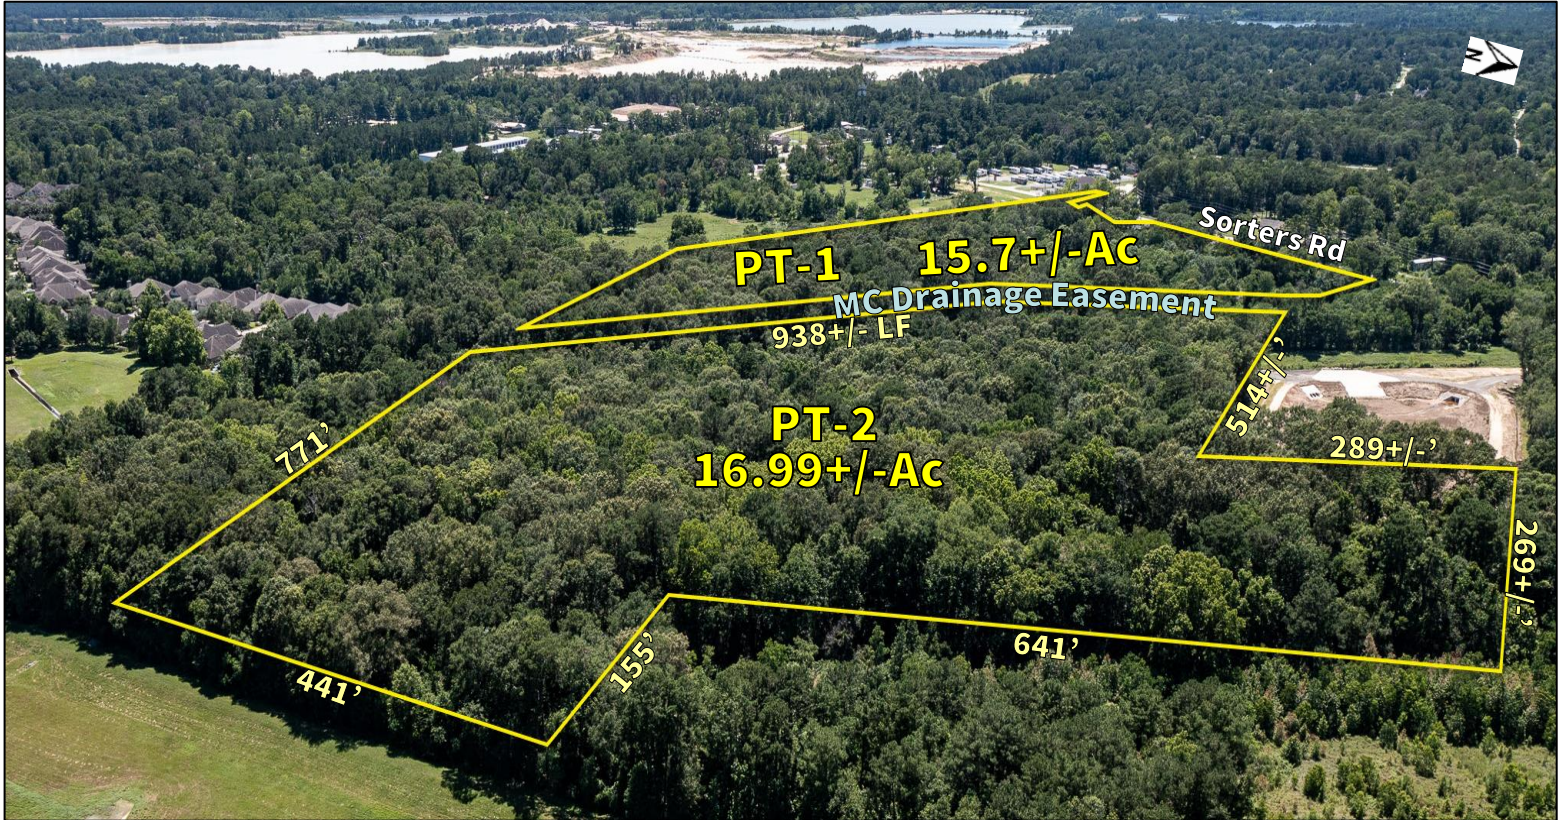 N
Sorters Rd
PT-1 15.7+/-Ac
MC Drainage Easement
938+/- LF
514+/-’
PT-2
16.99+/-Ac
771’
289+/-’
269+/-’
155’
641’
441’